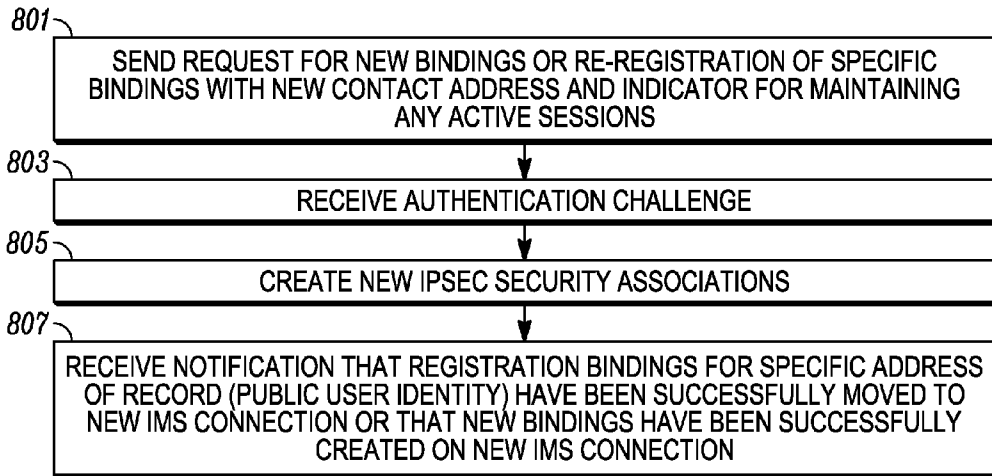 801
SEND REQUEST FOR NEW BINDINGS OR RE-REGISTRATION OF SPECIFIC
BINDINGS WITH NEW CONTACT ADDRESS AND INDICATOR FOR MAINTAINING
ANY ACTIVE SESSIONS
803
RECEIVE AUTHENTICATION CHALLENGE
805
CREATE NEW IPSEC SECURITY ASSOCIATIONS
807
RECEIVE NOTIFICATION THAT REGISTRATION BINDINGS FOR SPECIFIC ADDRESS
OF RECORD (PUBLIC USER IDENTITY) HAVE BEEN SUCCESSFULLY MOVED TO
NEW IMS CONNECTION OR THAT NEW BINDINGS HAVE BEEN SUCCESSFULLY
CREATED ON NEW IMS CONNECTION